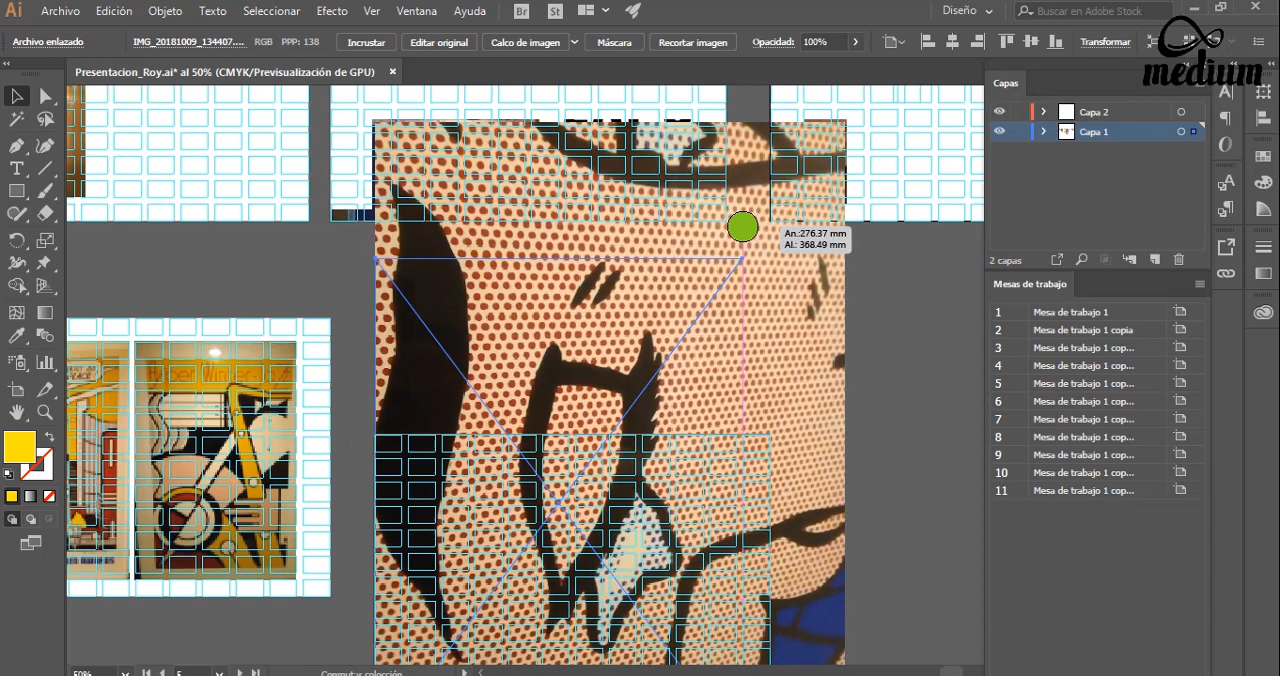 Ai Archivo Edición Objeto Texto Seleccionar Efecto Ver Ventana Ayuda Br St Diseño Buscar en Adobe Stock
Archivo enlazado IMG_20181009_134407.... RGB PPP: 138 Incrustar Editar original Calco de imagen Máscara Recortar imagen Opacidad: 100% Transformar
medium
Presentacion_Roy.ai* al 50% (CMYK/Previsualización de GPU)
Capas
Capa 2
Capa 1
An.:276.37 mm
Al.: 368.49 mm
2 capas
Mesas de trabajo
1 Mesa de trabajo 1
2 Mesa de trabajo 1 copia
3 Mesa de trabajo 1 cop...
4 Mesa de trabajo 1 cop...
5 Mesa de trabajo 1 cop...
6 Mesa de trabajo 1 cop...
7 Mesa de trabajo 1 cop...
8 Mesa de trabajo 1 cop...
9 Mesa de trabajo 1 cop...
10 Mesa de trabajo 1 cop...
11 Mesa de trabajo 1 cop...
50% 5 Conmutar colección